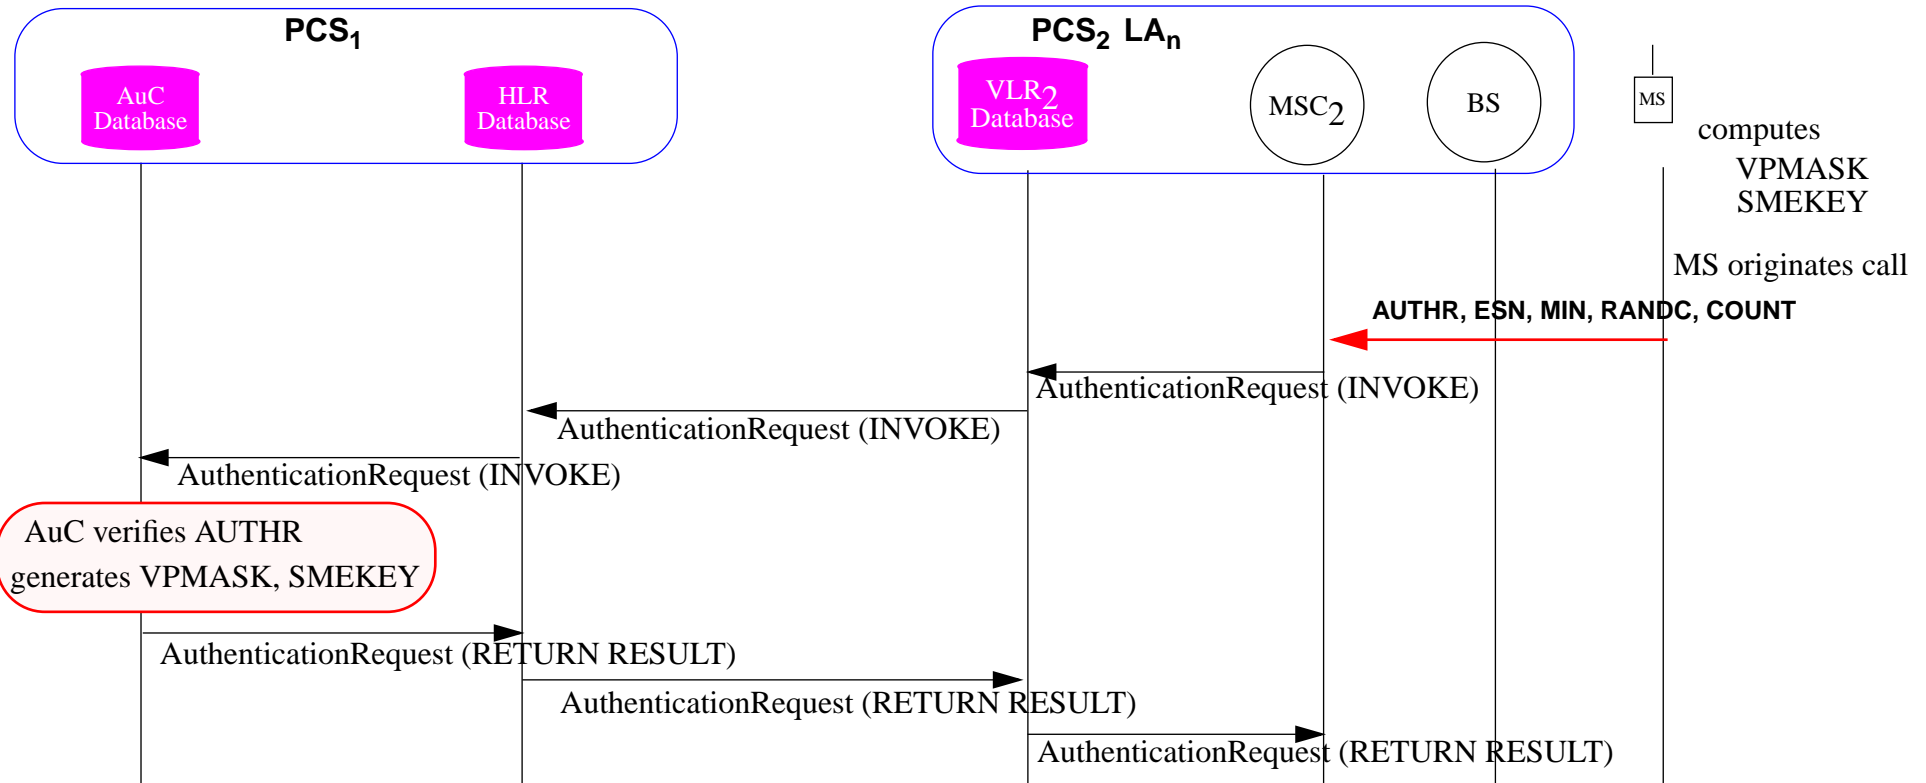 PCS1
PCS2 LAn
AuC
Database
HLR
Database
VLR2
Database
MSC2
BS
MS
computes
VPMASK
SMEKEY
MS originates call
AUTHR, ESN, MIN, RANDC, COUNT
AuthenticationRequest (INVOKE)
AuthenticationRequest (INVOKE)
AuthenticationRequest (INVOKE)
AuC verifies AUTHR
generates VPMASK, SMEKEY
AuthenticationRequest (RETURN RESULT)
AuthenticationRequest (RETURN RESULT)
AuthenticationRequest (RETURN RESULT)